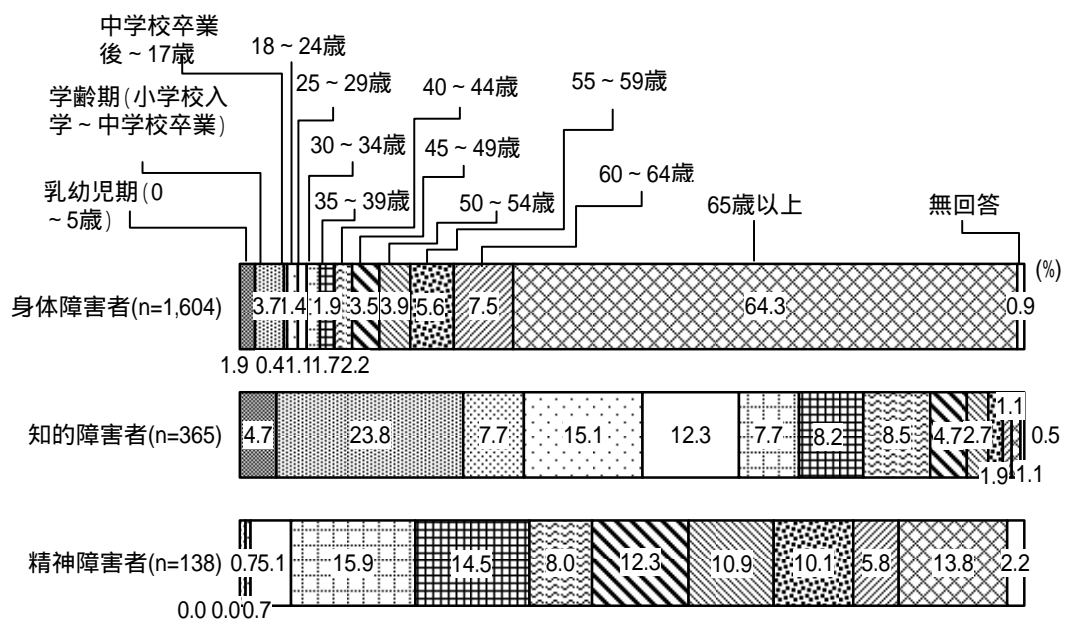 中学校卒業
後～17歳
18～24歳
25～29歳
40～44歳
55～59歳
学齢期(小学校入
学～中学校卒業)
30～34歳
45～49歳
60～64歳
乳幼児期(0
～5歳)
35～39歳
50～54歳
65歳以上
無回答
(%)
身体障害者(n=1,604)
3.7 1.4 1.9 3.5 3.9 5.6 7.5 64.3 0.9
1.9 0.4 1.1 1.7 2.2
知的障害者(n=365)
4.7 23.8 7.7 15.1 12.3 7.7 8.2 8.5 4.7 2.7 1.1 0.5
1.9 1.1
精神障害者(n=138)
0.7 5.1 15.9 14.5 8.0 12.3 10.9 10.1 5.8 13.8 2.2
0.0 0.0 0.7